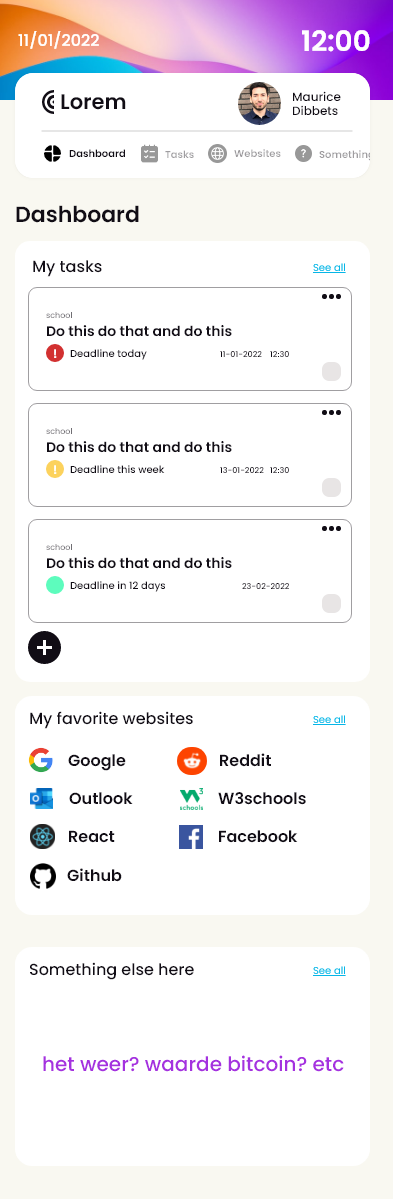 11/01/2022
12:00
Lorem
Maurice
Dibbets
Dashboard
Tasks
Websites
Something
Dashboard
My tasks
See all
school
Do this do that and do this
! Deadline today 11-01-2022 12:30
school
Do this do that and do this
! Deadline this week 13-01-2022 12:30
school
Do this do that and do this
Deadline in 12 days 23-02-2022
My favorite websites
See all
Google
Reddit
Outlook
W3schools
React
Facebook
Github
Something else here
See all
het weer? waarde bitcoin? etc